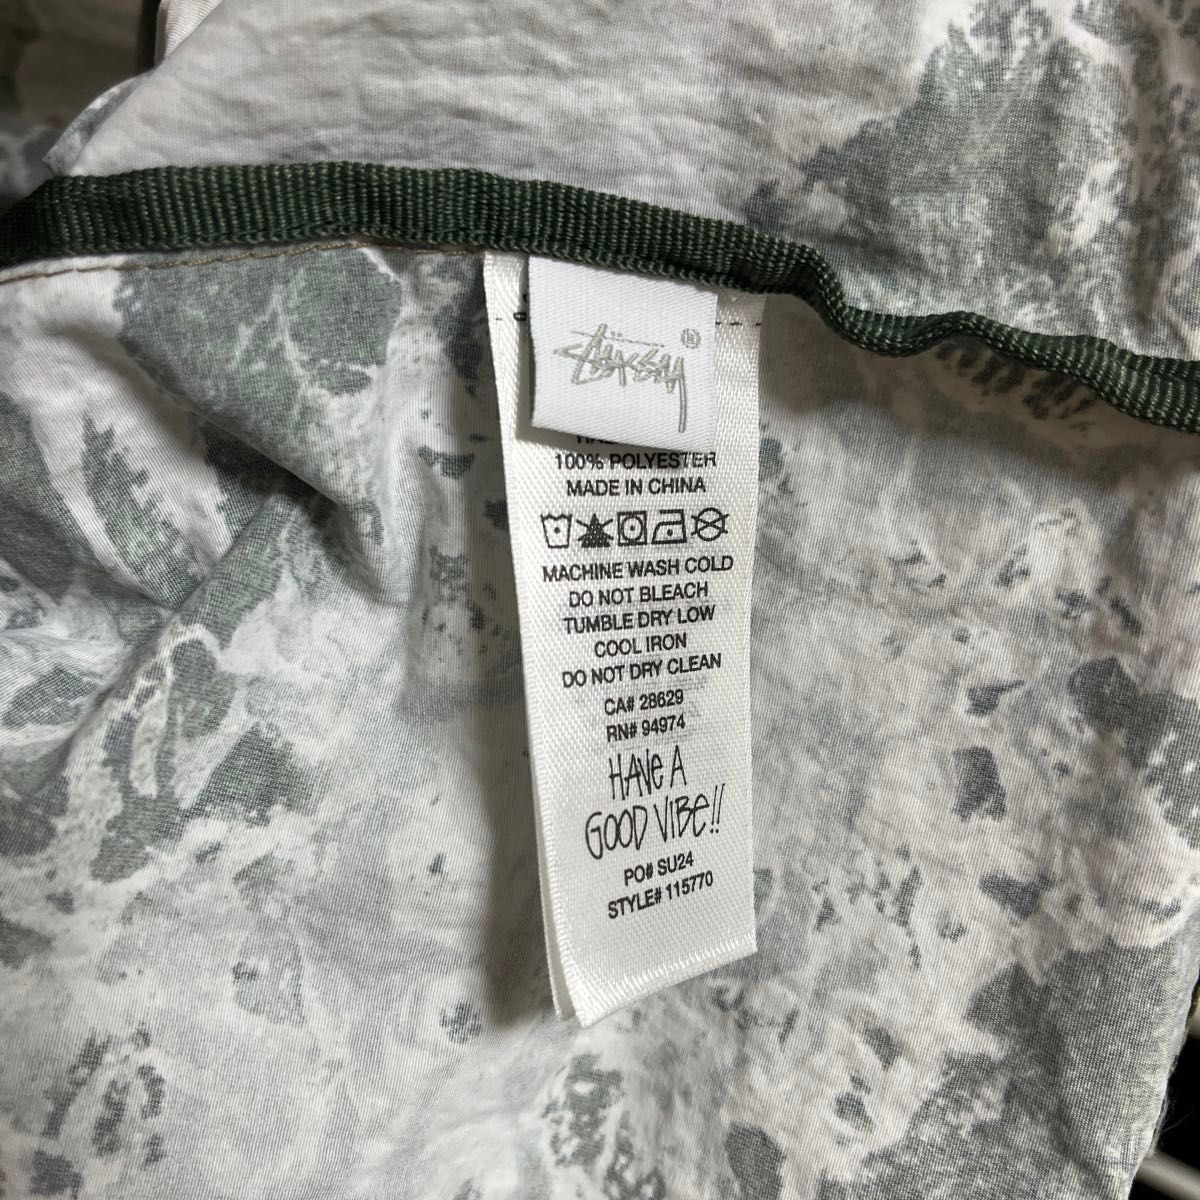 Stüssy ®
100% POLYESTER
MADE IN CHINA
MACHINE WASH COLD
DO NOT BLEACH
TUMBLE DRY LOW
COOL IRON
DO NOT DRY CLEAN
CA# 28629
RN# 94974
HAVE A
GOOD VIBE!!
PO# SU24
STYLE# 115770